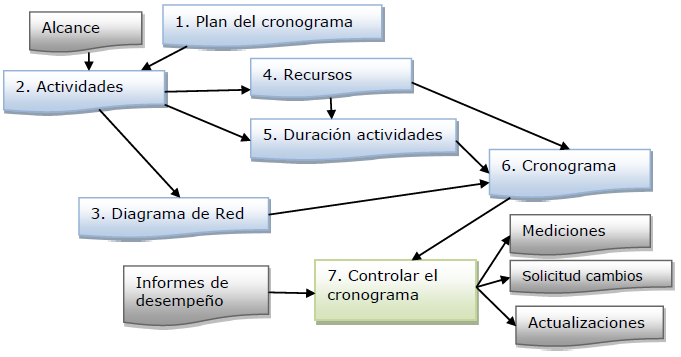 Alcance
1. Plan del cronograma
2. Actividades
4. Recursos
5. Duración actividades
6. Cronograma
3. Diagrama de Red
Mediciones
Informes de
desempeño
7. Controlar el
cronograma
Solicitud cambios
Actualizaciones